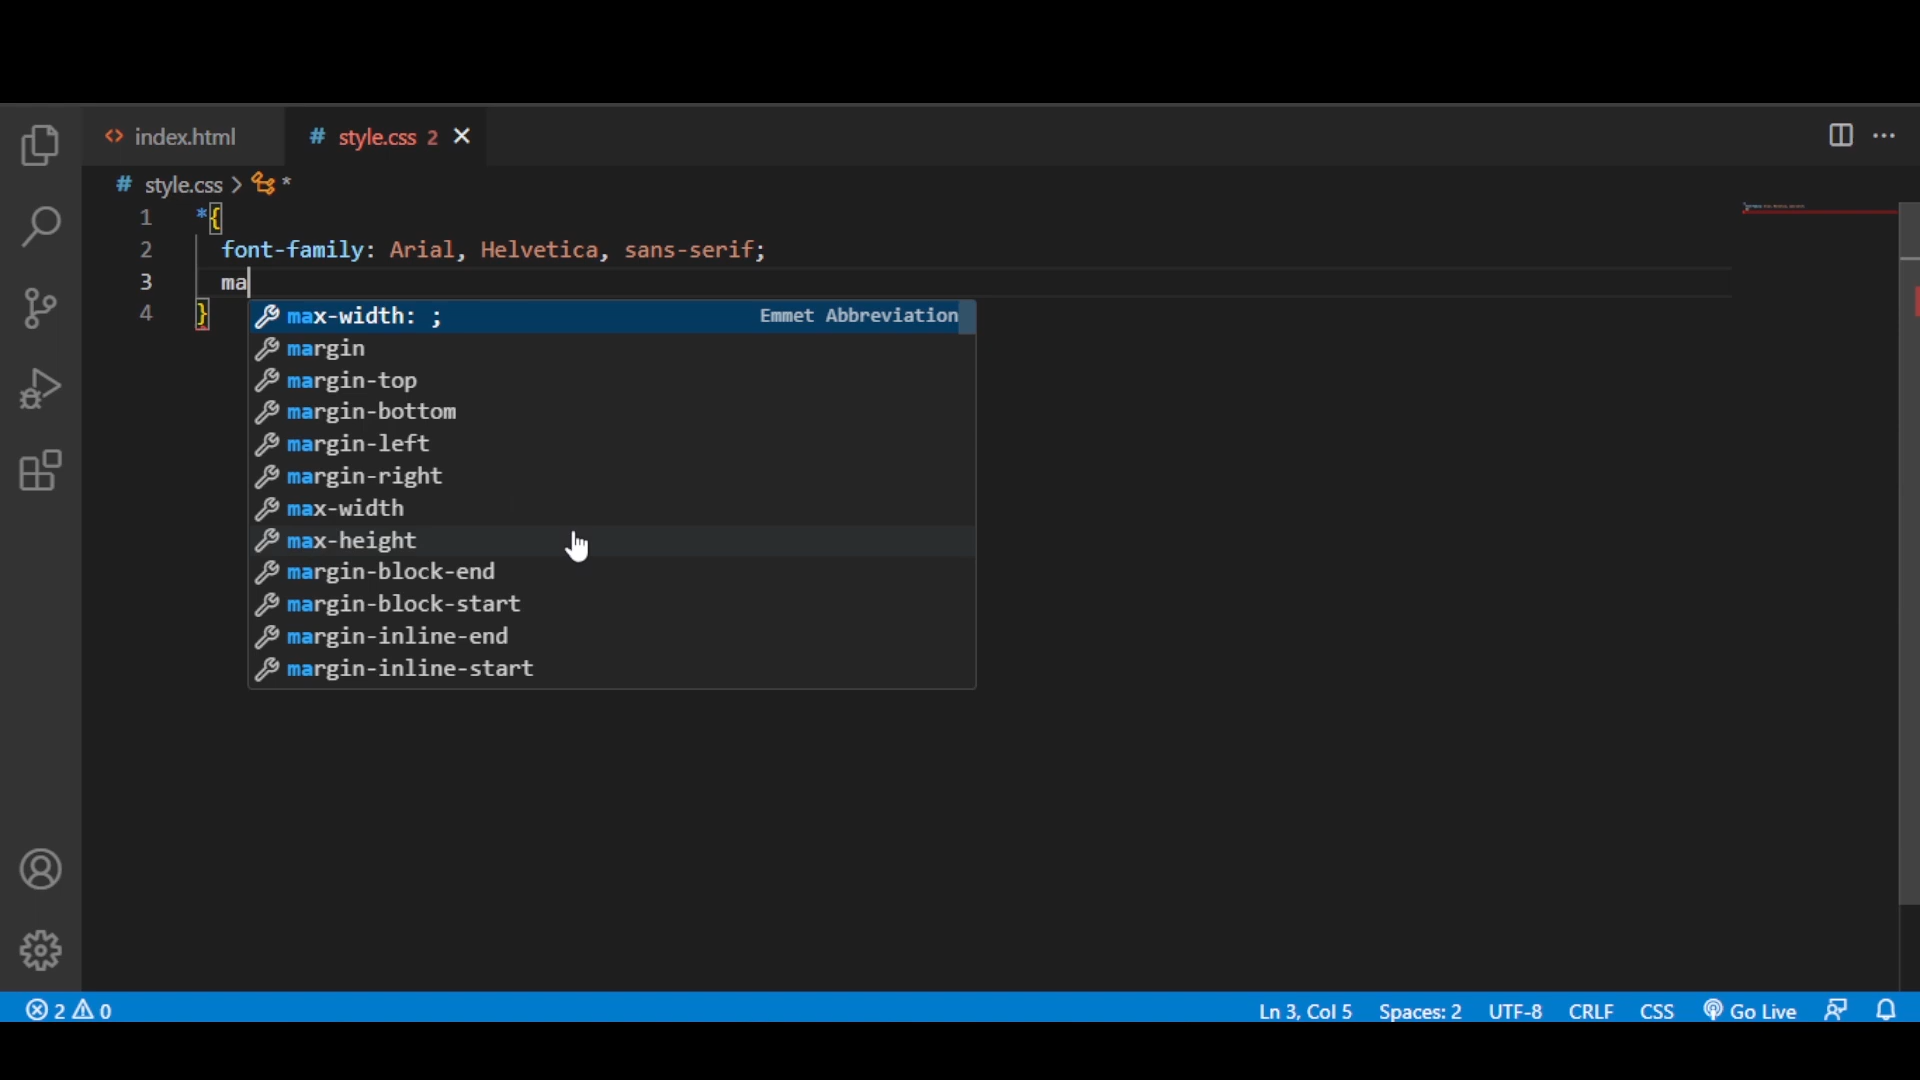 index.html
# style.css 2
# style.css > *
1 *{
2 font-family: Arial, Helvetica, sans-serif;
3 ma
4 }
max-width: ; Emmet Abbreviation
margin
margin-top
margin-bottom
margin-left
margin-right
max-width
max-height
margin-block-end
margin-block-start
margin-inline-end
margin-inline-start
2 0 Ln 3, Col 5 Spaces: 2 UTF-8 CRLF CSS Go Live